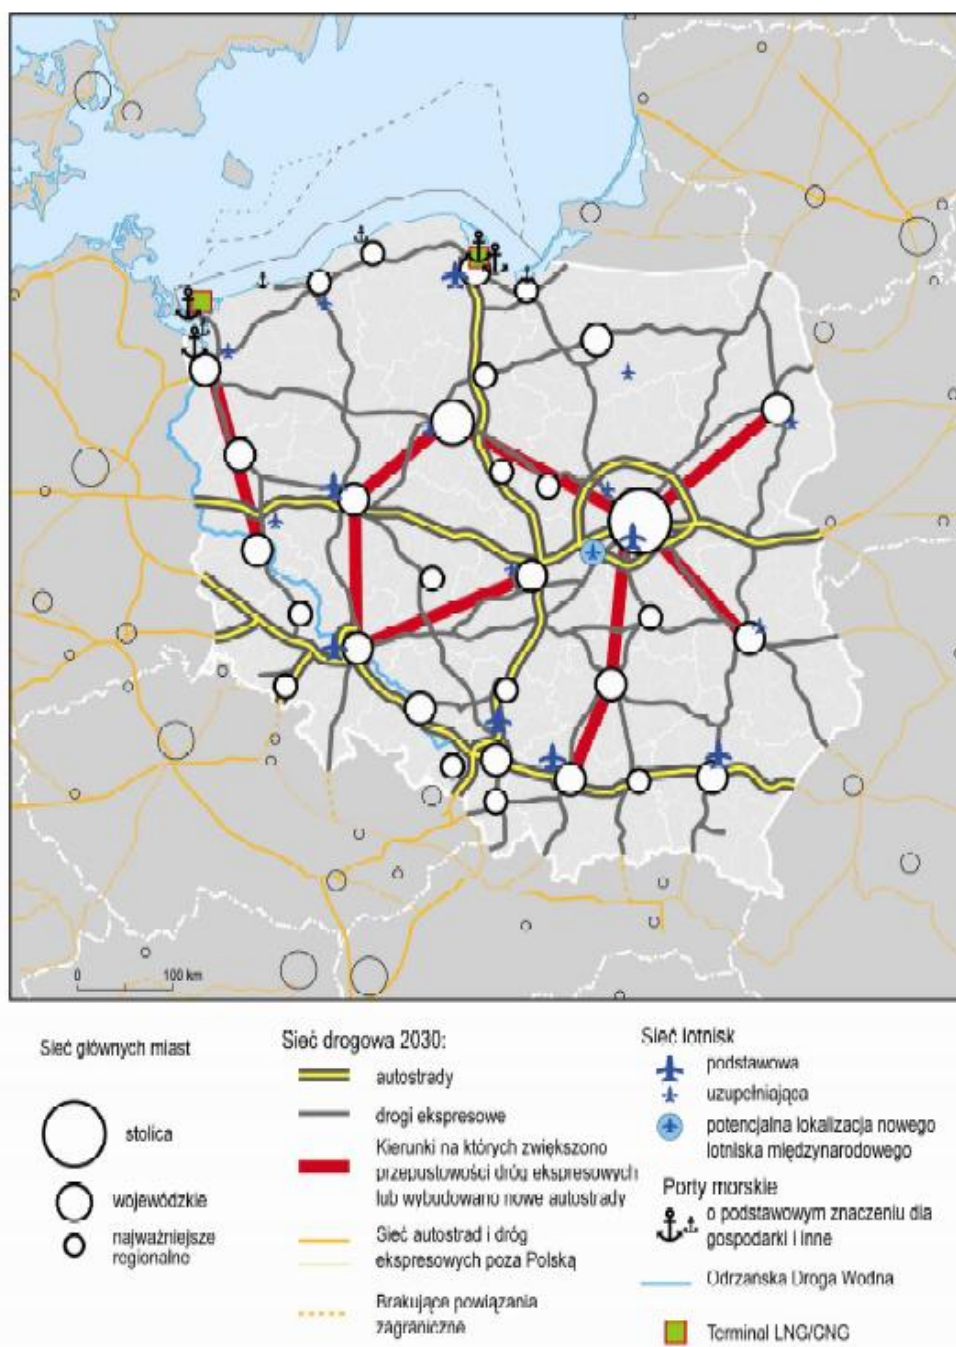 0 100 km
Sieć głównych miast
stolica
wojewódzkie
najważniejsze
regionalne
Sieć drogowa 2030:
autostrady
drogi ekspresowe
Kierunki na których zwiększono
przepustowości dróg ekspresowych
lub wybudowano nowe autostrady
Sieć autostrad i dróg
ekspresowych poza Polską
Brakujące powiązania
zagraniczne
Sieć lotnisk
podstawowa
uzupełniająca
potencjalna lokalizacja nowego
lotniska międzynarodowego
Porty morskie
o podstawowym znaczeniu dla
gospodarki i inne
Odrzańska Droga Wodna
Terminal LNG/CNG